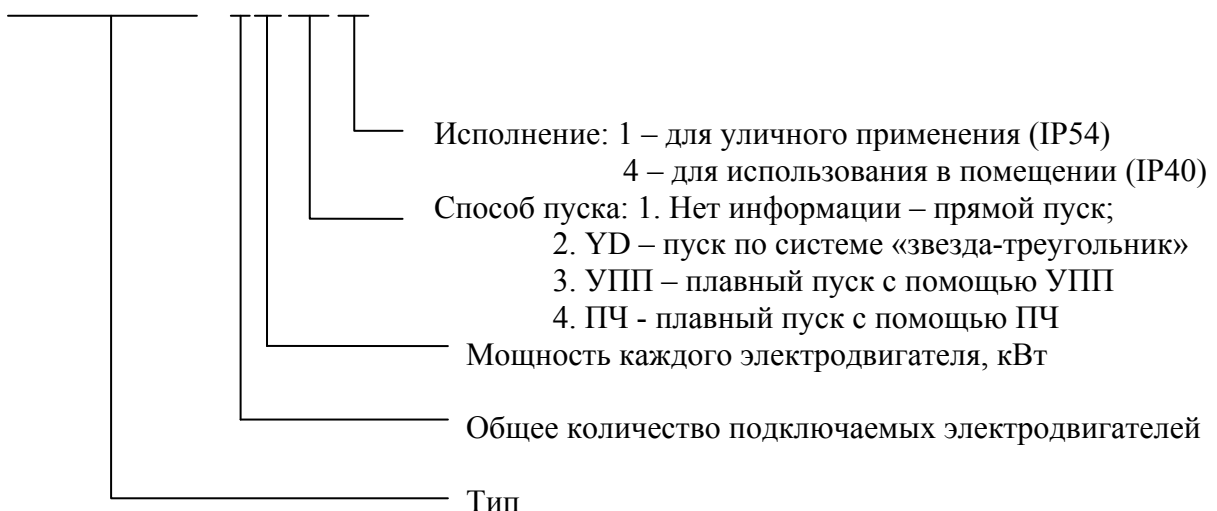 Исполнение: 1 – для уличного применения (IP54)
4 – для использования в помещении (IP40)
Способ пуска: 1. Нет информации – прямой пуск;
2. YD – пуск по системе «звезда-треугольник»
3. УПП – плавный пуск с помощью УПП
4. ПЧ - плавный пуск с помощью ПЧ
Мощность каждого электродвигателя, кВт
Общее количество подключаемых электродвигателей
Тип